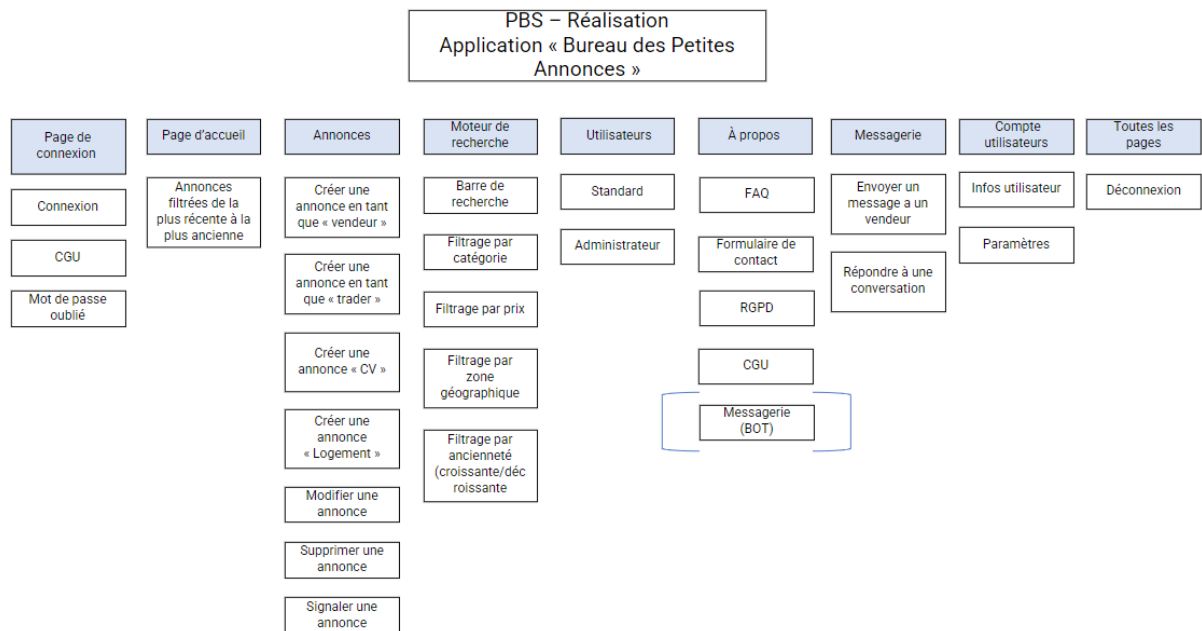 PBS – Réalisation
Application « Bureau des Petites
Annonces »
Page de
connexion
Connexion
CGU
Mot de passe
oublié
Page d'accueil
Annonces
filtrées de la
plus récente à la
plus ancienne
Annonces
Créer une
annonce en tant
que « vendeur »
Créer une
annonce en tant
que « trader »
Créer une
annonce « CV »
Créer une
annonce
« Logement »
Modifier une
annonce
Supprimer une
annonce
Signaler une
annonce
Moteur de
recherche
Barre de
recherche
Filtrage par
catégorie
Filtrage par prix
Filtrage par
zone
géographique
Filtrage par
ancienneté
(croissante/déc
roissante
Utilisateurs
Standard
Administrateur
À propos
FAQ
Formulaire de
contact
RGPD
CGU
Messagerie
(BOT)
Messagerie
Envoyer un
message a un
vendeur
Répondre à une
conversation
Compte
utilisateurs
Infos utilisateur
Paramètres
Toutes les
pages
Déconnexion